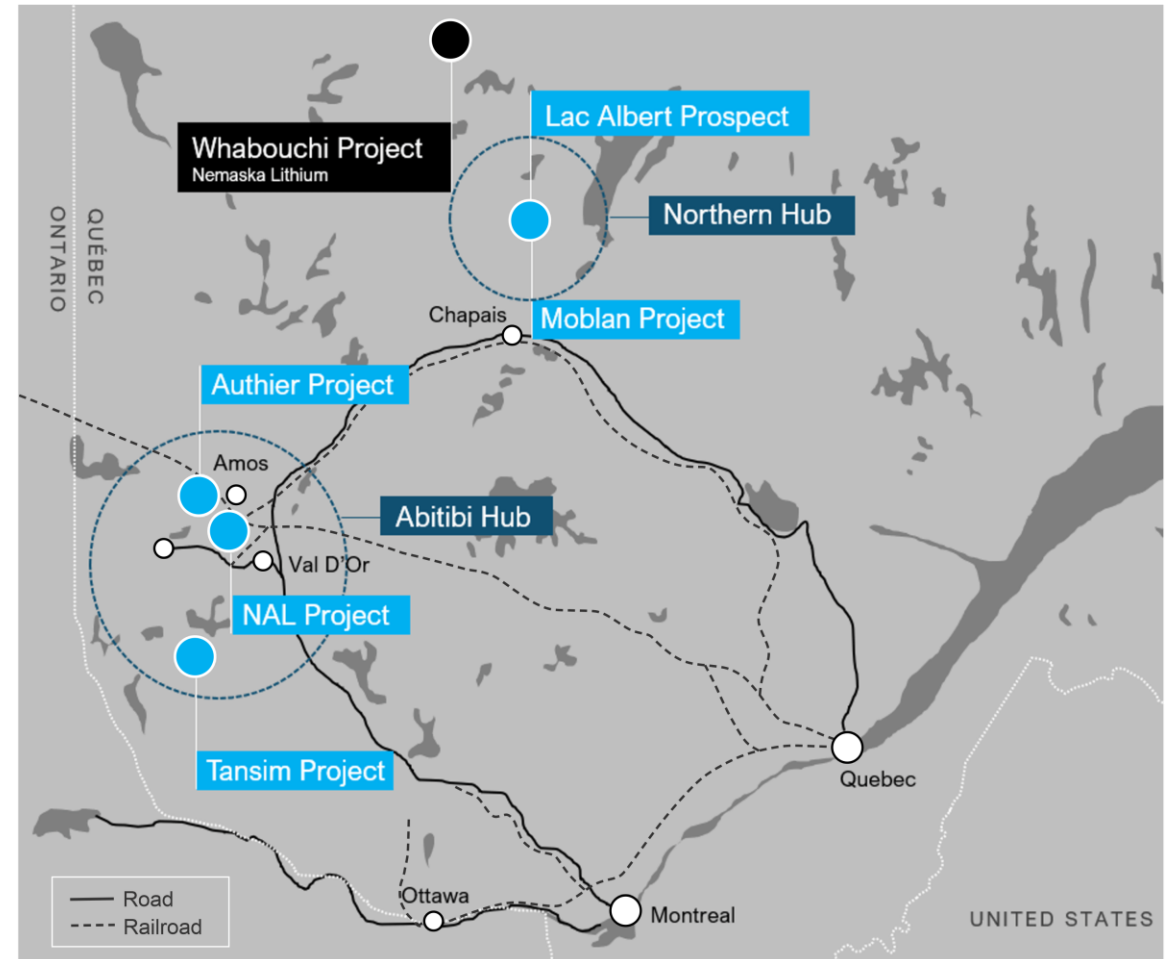 Lac Albert Prospect
Whabouchi Project
Nemaska Lithium
Northern Hub
QUÉBEC
ONTARIO
Chapais
Moblan Project
Authier Project
Amos
Abitibi Hub
Val D'Or
NAL Project
Tansim Project
Quebec
Road
Railroad
Ottawa
Montreal
UNITED STATES